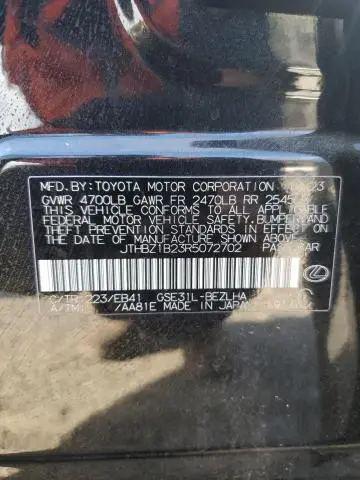 MFD.BY:TOYOTA MOTOR CORPORATION
GVWR 4700LB GAWR FR 2470LB RR
THIS VEHICLE CONFORMS TO ALL APPLICABLE
FEDERAL MOTOR VEHICLE SAFETY,BUMPER,AND
THEFT PREVENTION STANDARDS IN EFFECT ON
THE DATE OF MANUFACTURE SHOWN ABOVE.
JTHBZ1B23R5072702 PASS.CAR
C/TR: 223/EB41 GSE31L-BEZLHA
A/TM: /AA81E MADE IN JAPAN